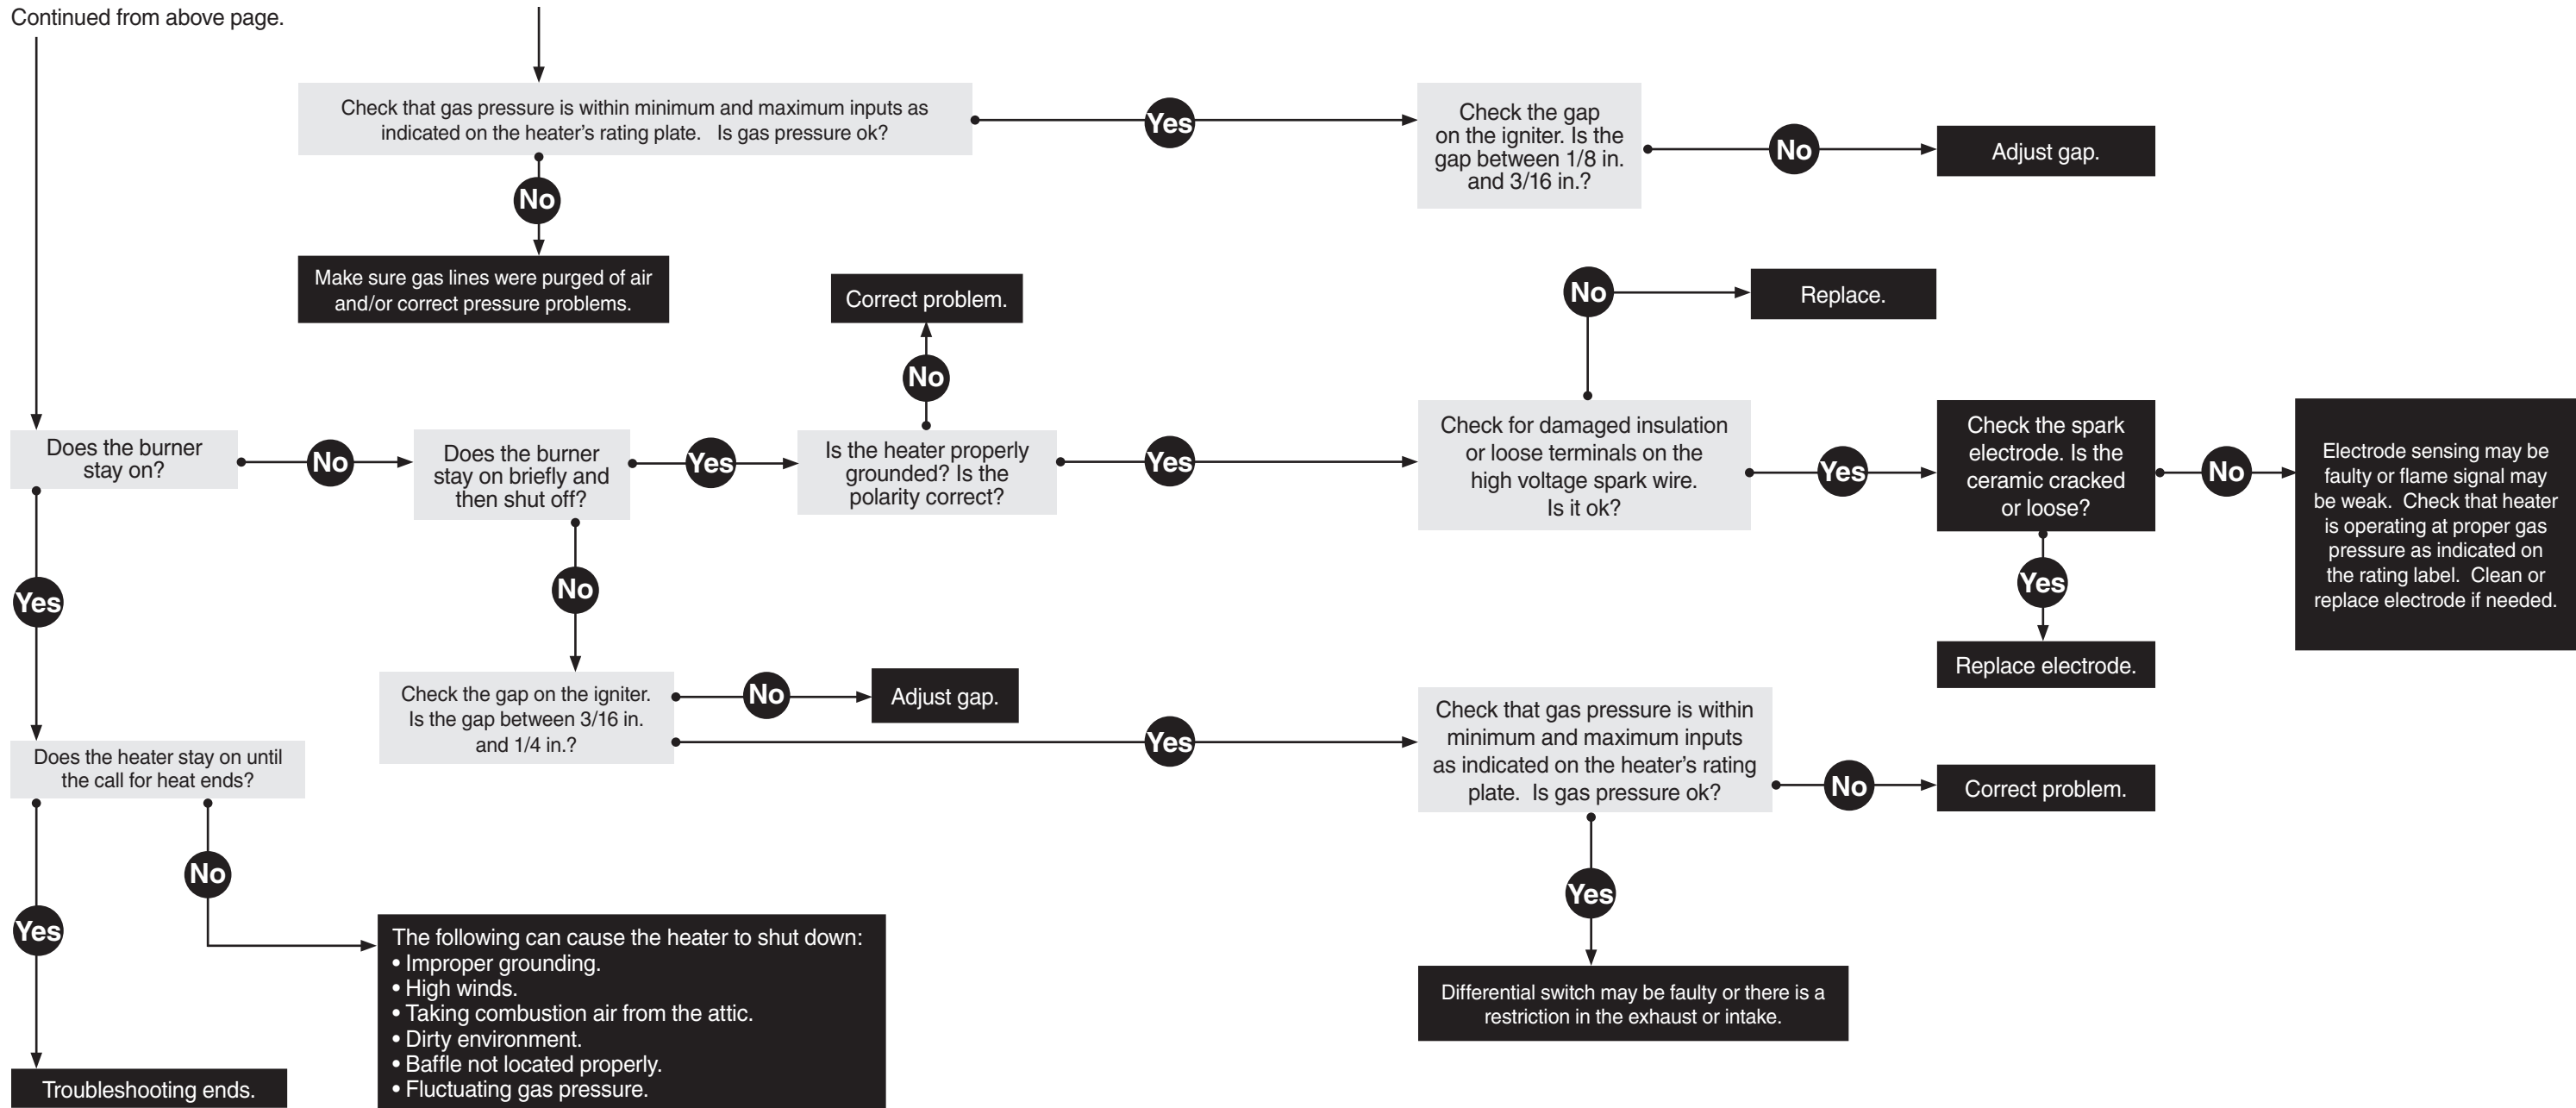 Continued from above page.
Check that gas pressure is within minimum and maximum inputs as
indicated on the heater's rating plate.   Is gas pressure ok?
Yes
Check the gap
on the igniter. Is the
gap between 1/8 in.
and 3/16 in.?
No
Adjust gap.
No
Make sure gas lines were purged of air
and/or correct pressure problems.
Correct problem.
No
No
Replace.
Does the burner
stay on?
No
Does the burner
stay on briefly and
then shut off?
Yes
Is the heater properly
grounded? Is the
polarity correct?
Yes
Check for damaged insulation
or loose terminals on the
high voltage spark wire.
Is it ok?
Yes
Check the spark
electrode. Is the
ceramic cracked
or loose?
No
Electrode sensing may be
faulty or flame signal may
be weak.  Check that heater
is operating at proper gas
pressure as indicated on
the rating label.  Clean or
replace electrode if needed.
Yes
No
Yes
Replace electrode.
Check the gap on the igniter.
Is the gap between 3/16 in.
and 1/4 in.?
No
Adjust gap.
Yes
Check that gas pressure is within
minimum and maximum inputs
as indicated on the heater's rating
plate.  Is gas pressure ok?
No
Correct problem.
Does the heater stay on until
the call for heat ends?
No
Yes
Yes
The following can cause the heater to shut down:
• Improper grounding.
• High winds.
• Taking combustion air from the attic.
• Dirty environment.
• Baffle not located properly.
• Fluctuating gas pressure.
Differential switch may be faulty or there is a
restriction in the exhaust or intake.
Troubleshooting ends.